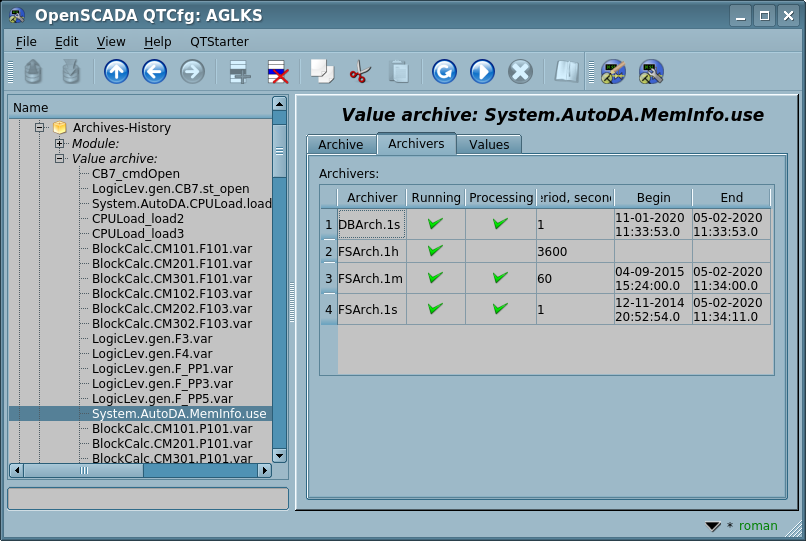 OpenSCADA QTCfg: AGLKS
File Edit View Help QTStarter
Name
Archives-History
Module:
Value archive:
CB7_cmdOpen
LogicLev.gen.CB7.st_open
System.AutoDA.CPULoad.load
CPULoad_load2
CPULoad_load3
BlockCalc.CM101.F101.var
BlockCalc.CM201.F101.var
BlockCalc.CM301.F101.var
BlockCalc.CM102.F103.var
BlockCalc.CM202.F103.var
BlockCalc.CM302.F103.var
LogicLev.gen.F3.var
LogicLev.gen.F4.var
LogicLev.gen.F_PP1.var
LogicLev.gen.F_PP3.var
LogicLev.gen.F_PP5.var
System.AutoDA.MemInfo.use
BlockCalc.CM101.P101.var
BlockCalc.CM201.P101.var
BlockCalc.CM301.P101.var
Value archive: System.AutoDA.MemInfo.use
Archive Archivers Values
Archivers:
Archiver Running Processing eriod, second Begin End
1 DBArch.1s 1 11-01-2020 11:33:53.0 05-02-2020 11:33:53.0
2 FSArch.1h 3600
3 FSArch.1m 60 04-09-2015 15:24:00.0 05-02-2020 11:34:00.0
4 FSArch.1s 1 12-11-2014 20:52:54.0 05-02-2020 11:34:11.0
* roman